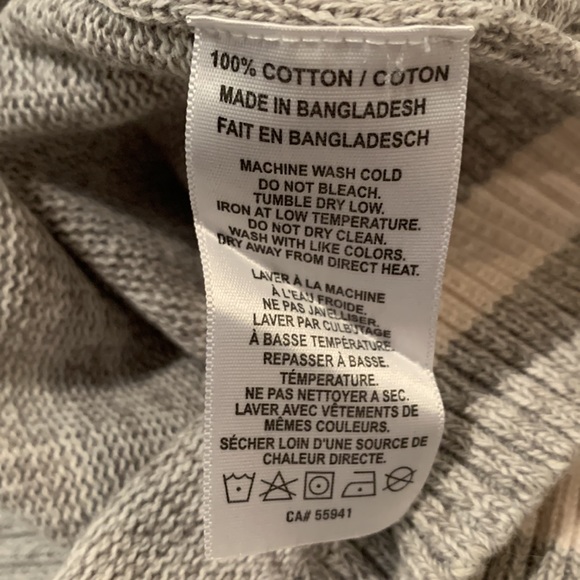 100% COTTON / COTON
MADE IN BANGLADESH
FAIT EN BANGLADESCH
MACHINE WASH COLD
DO NOT BLEACH.
TUMBLE DRY LOW.
IRON AT LOW TEMPERATURE.
DO NOT DRY CLEAN.
WASH WITH LIKE COLORS.
DRY AWAY FROM DIRECT HEAT.
LAVER À LA MACHINE
À L'EAU FROIDE.
NE PAS JAVELLISER.
LAVER PAR CULBUTAGE
À BASSE TEMPÉRATURE.
REPASSER À BASSE.
TÉMPERATURE.
NE PAS NETTOYER A SEC.
LAVER AVEC VÊTEMENTS DE
MÊMES COULEURS.
SÉCHER LOIN D'UNE SOURCE DE
CHALEUR DIRECTE.
CA# 55941